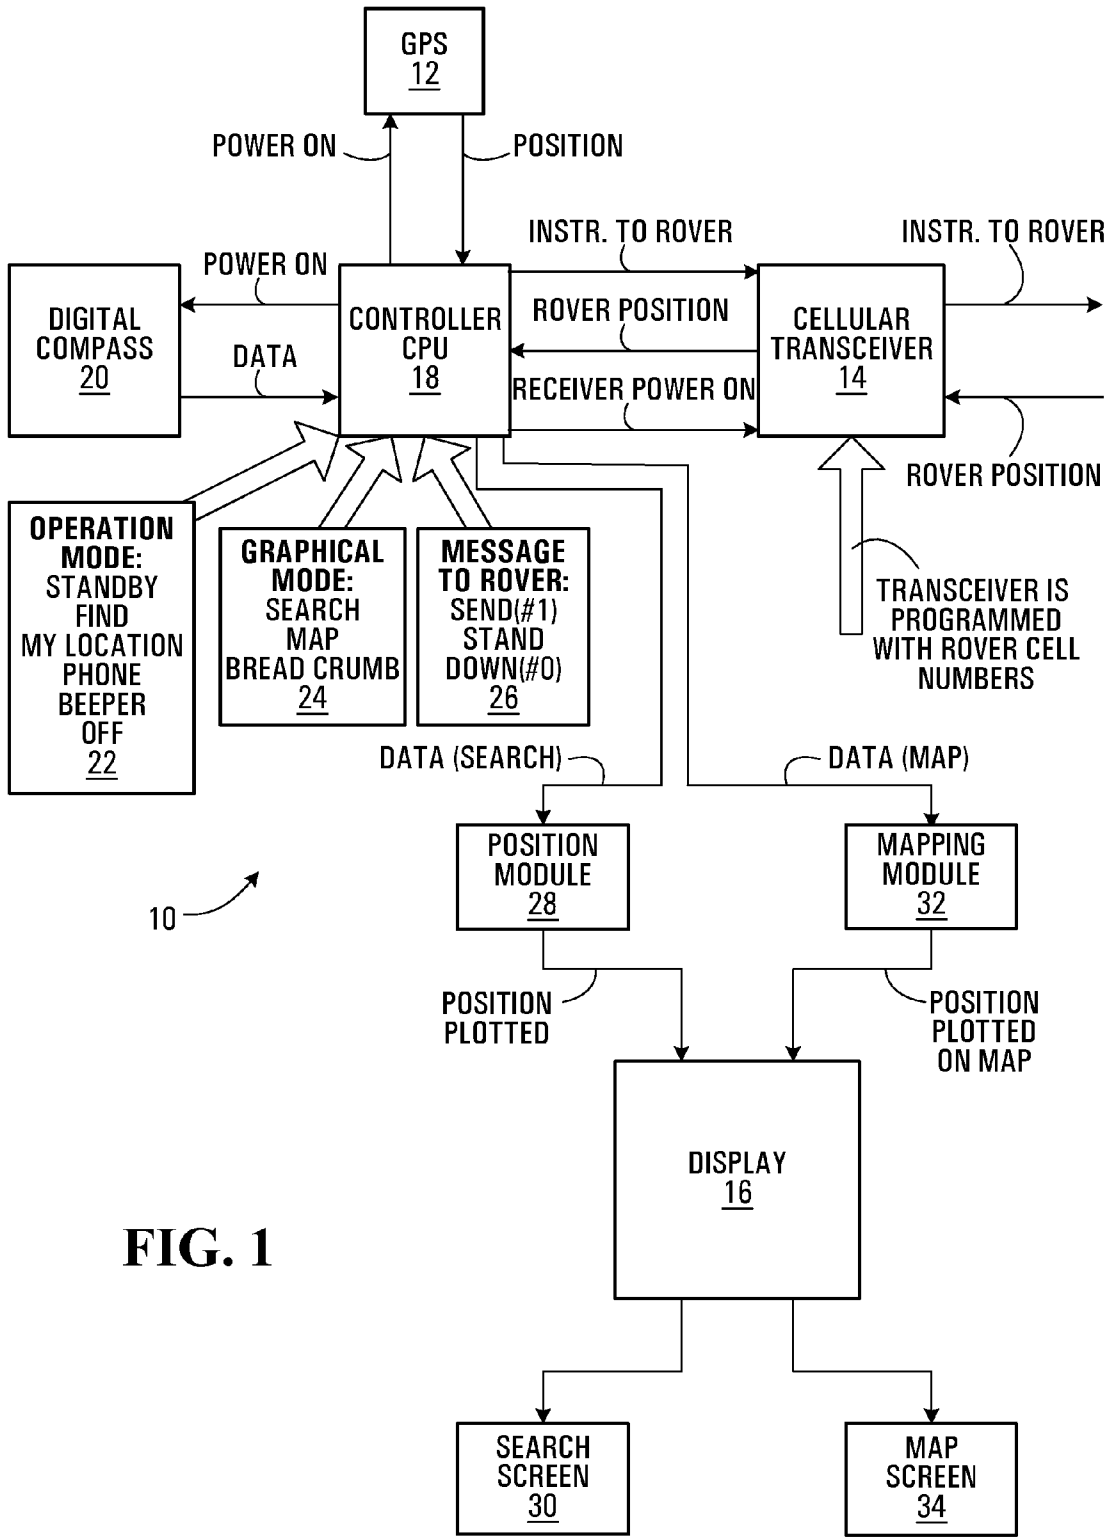 GPS
12
POWER ON
POSITION
INSTR. TO ROVER
INSTR. TO ROVER
POWER ON
DIGITAL
COMPASS
20
CONTROLLER
CPU
18
ROVER POSITION
CELLULAR
TRANSCEIVER
14
DATA
RECEIVER POWER ON
ROVER POSITION
OPERATION
MODE:
STANDBY
FIND
MY LOCATION
PHONE
BEEPER
OFF
22
GRAPHICAL
MODE:
SEARCH
MAP
BREAD CRUMB
24
MESSAGE
TO ROVER:
SEND(#1)
STAND
DOWN(#0)
26
TRANSCEIVER IS
PROGRAMMED
WITH ROVER CELL
NUMBERS
DATA (SEARCH)
DATA (MAP)
POSITION
MODULE
28
MAPPING
MODULE
32
10
POSITION
PLOTTED
POSITION
PLOTTED
ON MAP
DISPLAY
16
FIG. 1
SEARCH
SCREEN
30
MAP
SCREEN
34